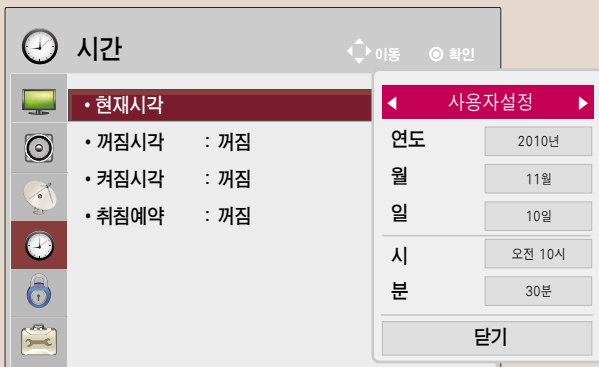 시간
이동 확인
• 현재시각
• 꺼짐시각 : 꺼짐
• 켜짐시각 : 꺼짐
• 취침예약 : 꺼짐
사용자설정
연도 2010년
월 11월
일 10일
시 오전 10시
분 30분
닫기